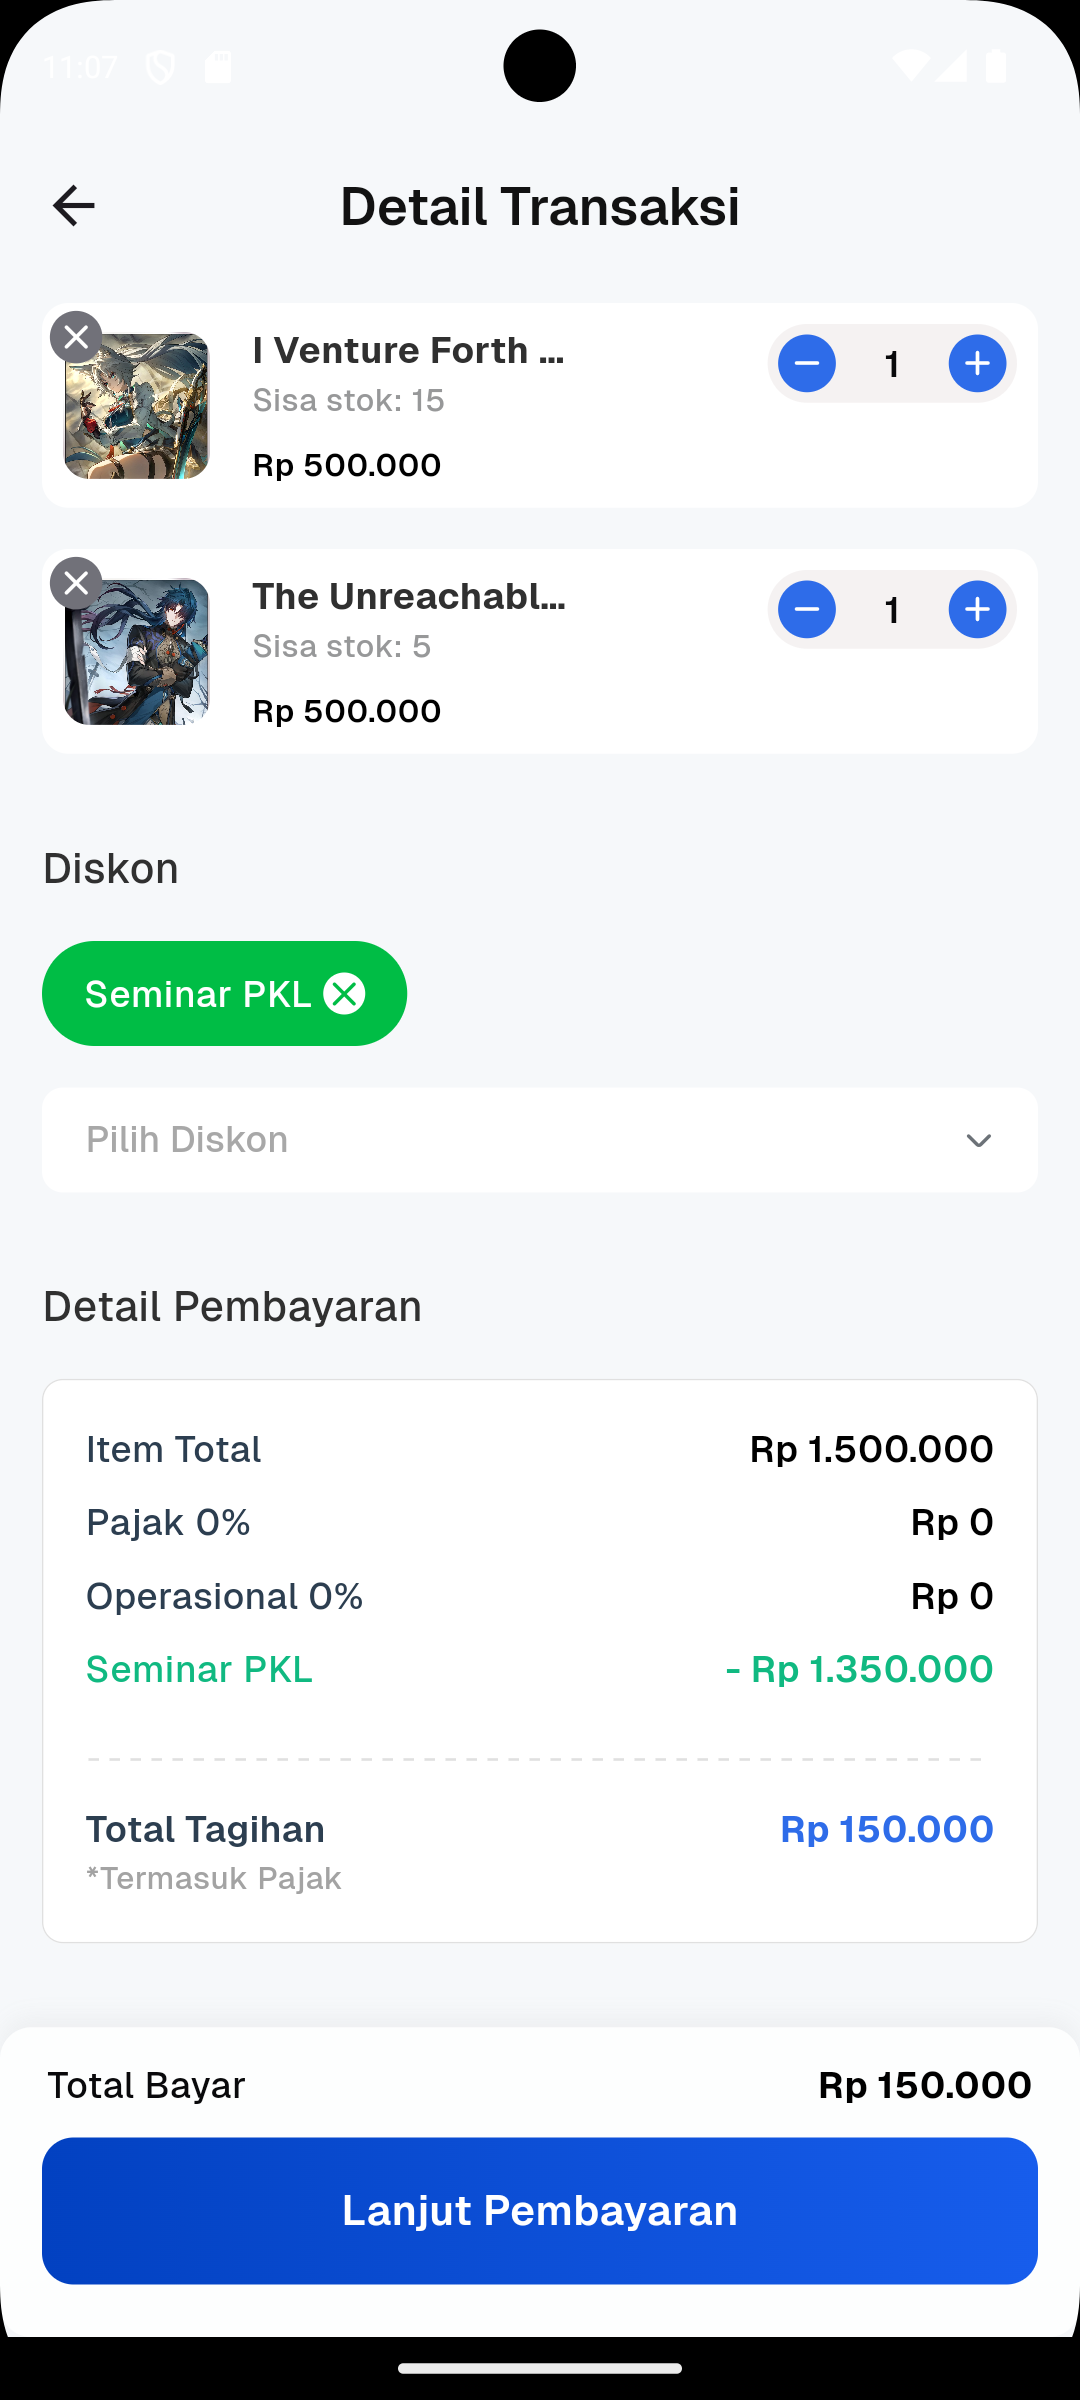 11:07
Detail Transaksi
I Venture Forth ...
Sisa stok: 15
Rp 500.000
1
The Unreachabl...
Sisa stok: 5
Rp 500.000
1
Diskon
Seminar PKL
Pilih Diskon
Detail Pembayaran
Item Total Rp 1.500.000
Pajak 0% Rp 0
Operasional 0% Rp 0
Seminar PKL - Rp 1.350.000
Total Tagihan Rp 150.000
*Termasuk Pajak
Total Bayar Rp 150.000
Lanjut Pembayaran